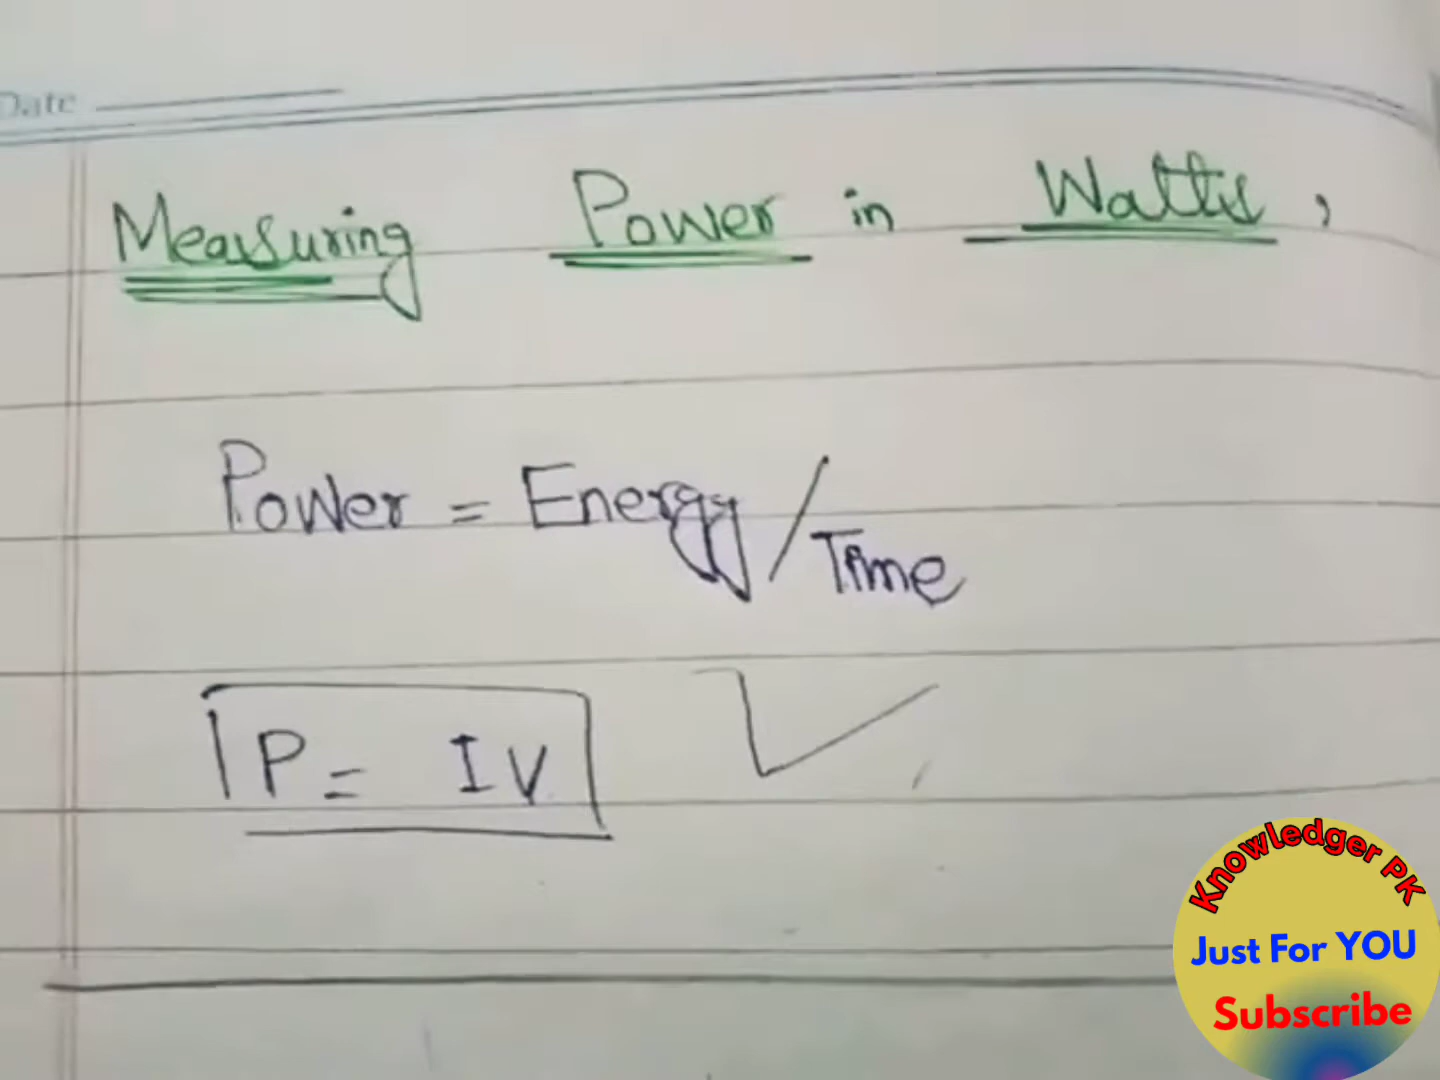 Date
Measuring Power in Watts,
Power = Energy / Time
P = IV
Knowledger PK
Just For YOU
Subscribe